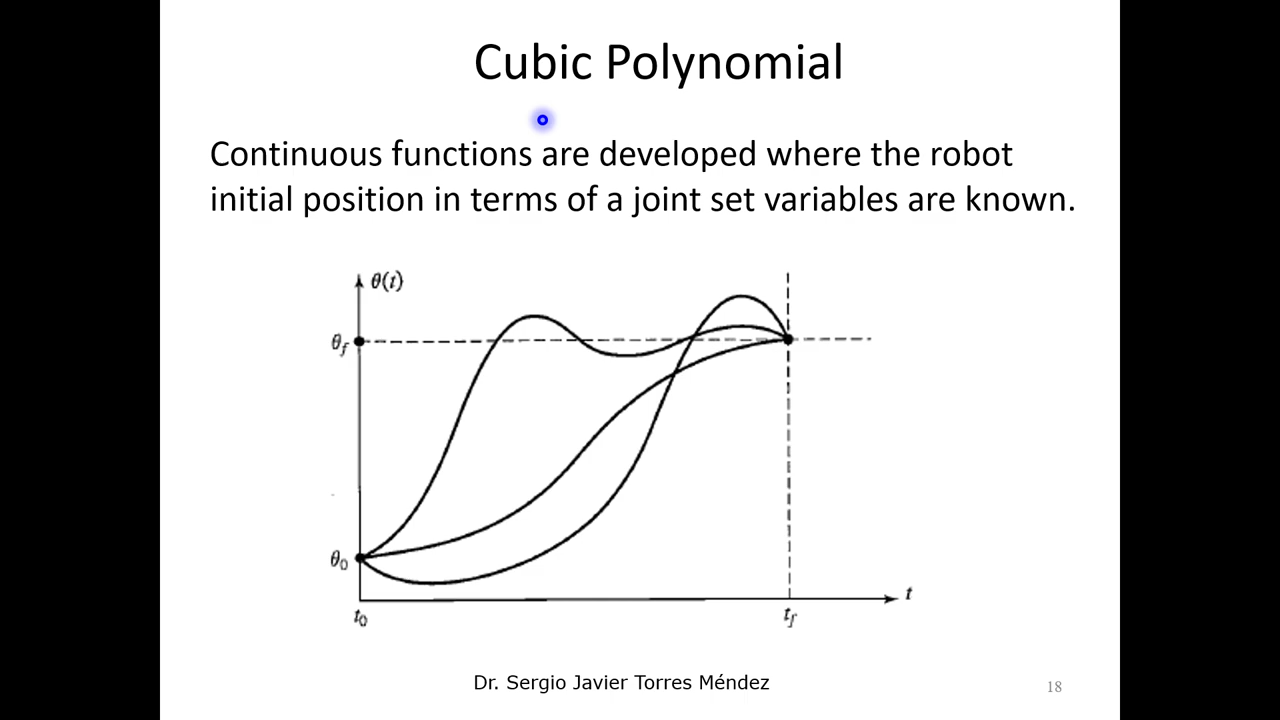 Cubic Polynomial
Continuous functions are developed where the robot
initial position in terms of a joint set variables are known.
θ(t)
θf
θ0
t
t0
tf
Dr. Sergio Javier Torres Méndez
18